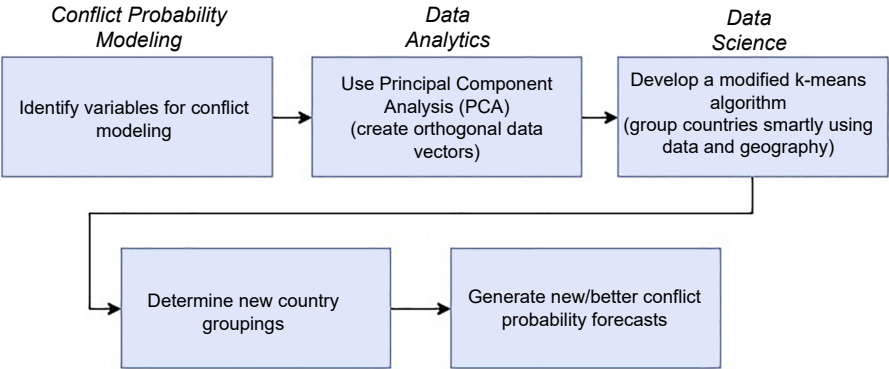 Conflict Probability
Modeling
Data
Analytics
Data
Science
Identify variables for conflict
modeling
Use Principal Component
Analysis (PCA)
(create orthogonal data
vectors)
Develop a modified k-means
algorithm
(group countries smartly using
data and geography)
Determine new country
groupings
Generate new/better conflict
probability forecasts